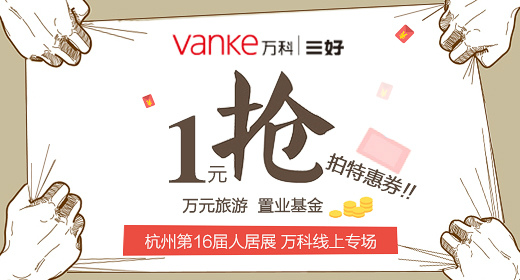 vanke万科|三好
1元抢
拍特惠券!!
万元旅游 置业基金
杭州第16届人居展 万科线上专场